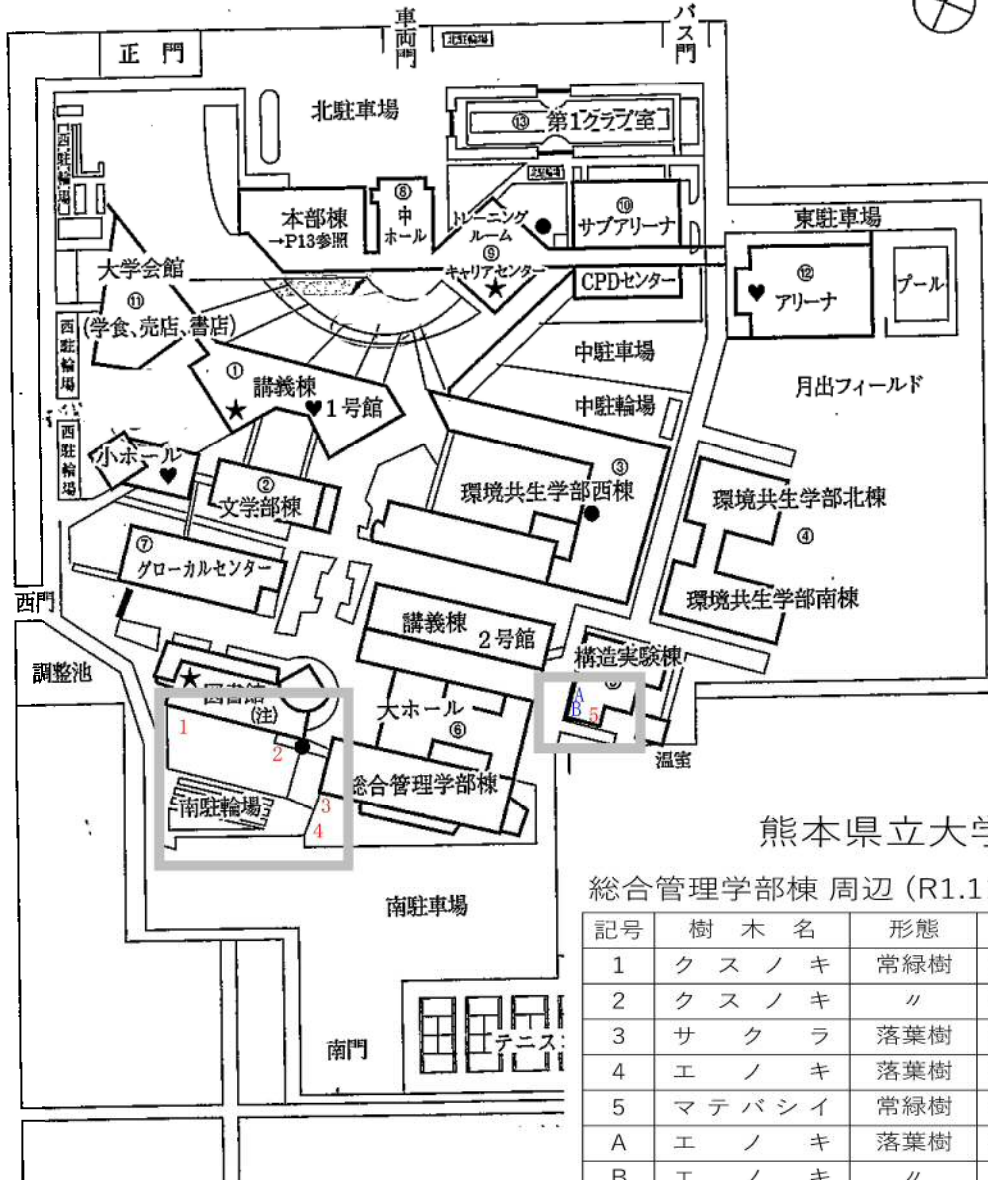 正門
車両門
北駐輪場
バス門
北駐車場
⑬ 第1クラブ室
西駐輪場
本部棟
→P13参照
⑧
中ホール
トレーニングルーム
⑨
キャリアセンター
★
●
⑩
サブアリーナ
CPDセンター
東駐車場
⑫
♥ アリーナ
プール
大学会館
⑪
(学食、売店、書店)
西駐輪場
①
講義棟
★ ♥1号館
中駐車場
中駐輪場
月出フィールド
西駐輪場
小ホール
♥
②
文学部棟
③
環境共生学部西棟
●
環境共生学部北棟
④
環境共生学部南棟
⑦
グローカルセンター
西門
講義棟
2号館
構造実験棟
A
B 5
温室
調整池
★ 図書館
(注)
1
2 ●
大ホール
⑥
総合管理学部棟
3
4
南駐輪場
南駐車場
南門
テニス
熊本県立大学
総合管理学部棟 周辺 (R1.1
記号 樹木名 形態
1 クスノキ 常緑樹
2 クスノキ 〃
3 サクラ 落葉樹
4 エノキ 落葉樹
5 マテバシイ 常緑樹
A エノキ 落葉樹
B エノキ 〃